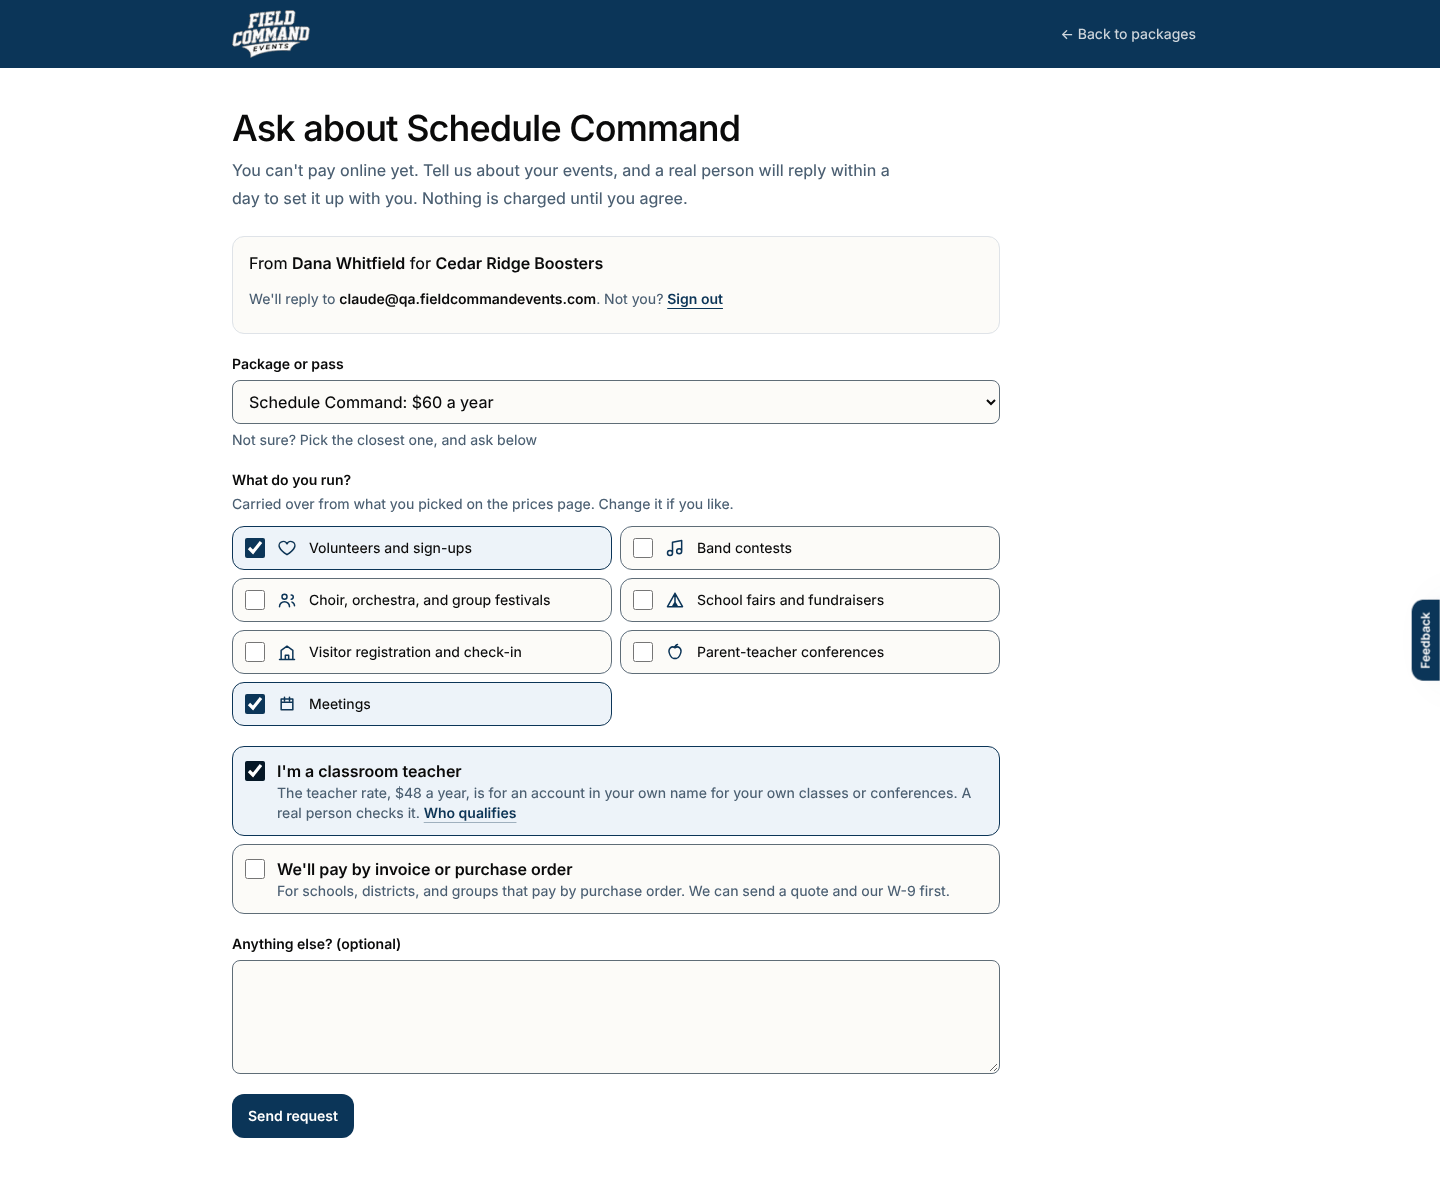 FIELD
COMMAND
EVENTS
← Back to packages
Ask about Schedule Command
You can't pay online yet. Tell us about your events, and a real person will reply within a
day to set it up with you. Nothing is charged until you agree.
From Dana Whitfield for Cedar Ridge Boosters
We'll reply to claude@qa.fieldcommandevents.com. Not you? Sign out
Package or pass
Schedule Command: $60 a year
Not sure? Pick the closest one, and ask below
What do you run?
Carried over from what you picked on the prices page. Change it if you like.
Volunteers and sign-ups
Band contests
Choir, orchestra, and group festivals
School fairs and fundraisers
Visitor registration and check-in
Parent-teacher conferences
Meetings
I'm a classroom teacher
The teacher rate, $48 a year, is for an account in your own name for your own classes or conferences. A
real person checks it. Who qualifies
We'll pay by invoice or purchase order
For schools, districts, and groups that pay by purchase order. We can send a quote and our W-9 first.
Anything else? (optional)
Send request
Feedback